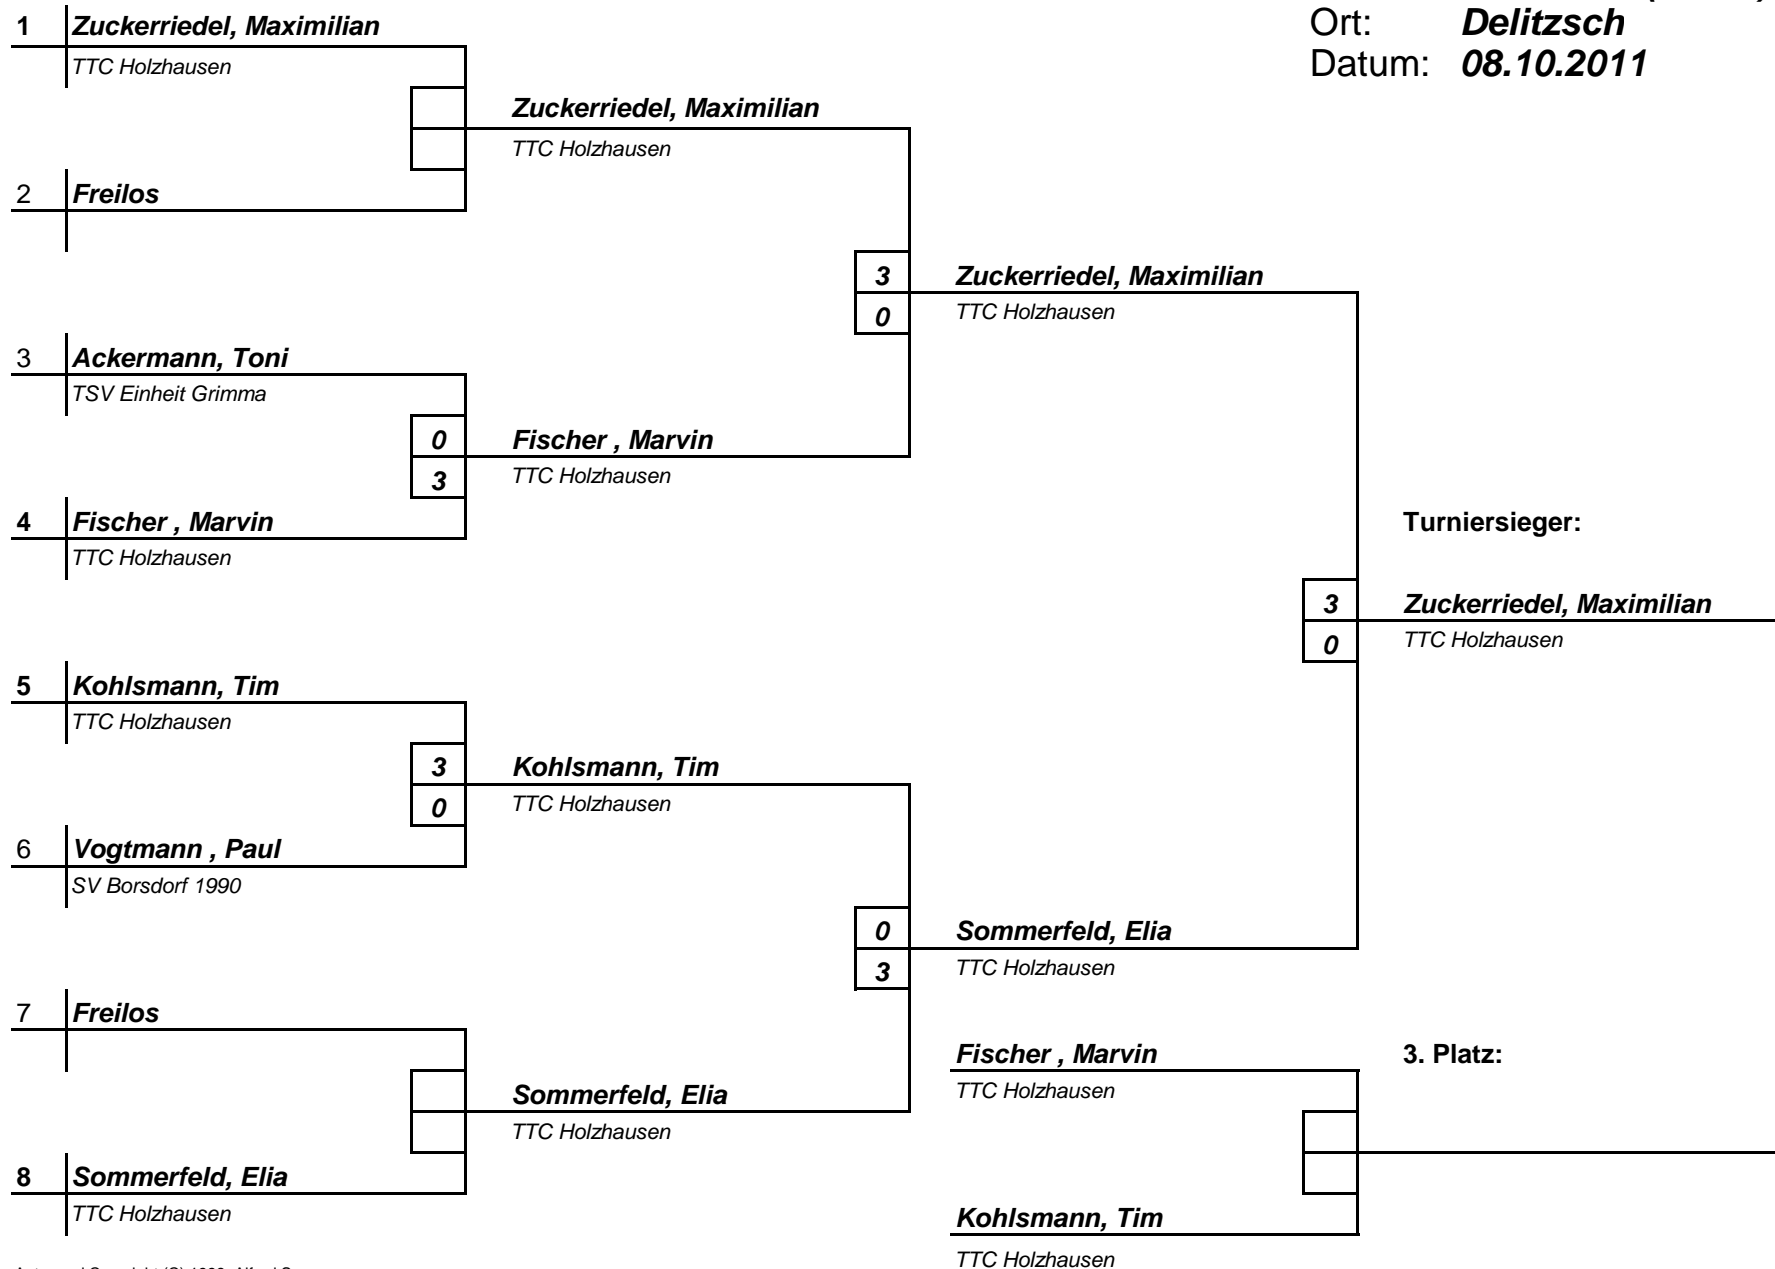 Ort: Delitzsch
Datum: 08.10.2011
1 Zuckerriedel, Maximilian
TTC Holzhausen
Zuckerriedel, Maximilian
TTC Holzhausen
2 Freilos
3 Zuckerriedel, Maximilian
0 TTC Holzhausen
3 Ackermann, Toni
TSV Einheit Grimma
0 Fischer , Marvin
3 TTC Holzhausen
4 Fischer , Marvin
TTC Holzhausen
Turniersieger:
3 Zuckerriedel, Maximilian
0 TTC Holzhausen
5 Kohlsmann, Tim
TTC Holzhausen
3 Kohlsmann, Tim
0 TTC Holzhausen
6 Vogtmann , Paul
SV Borsdorf 1990
0 Sommerfeld, Elia
3 TTC Holzhausen
7 Freilos
Fischer , Marvin
TTC Holzhausen
3. Platz:
Sommerfeld, Elia
TTC Holzhausen
8 Sommerfeld, Elia
TTC Holzhausen
Kohlsmann, Tim
TTC Holzhausen